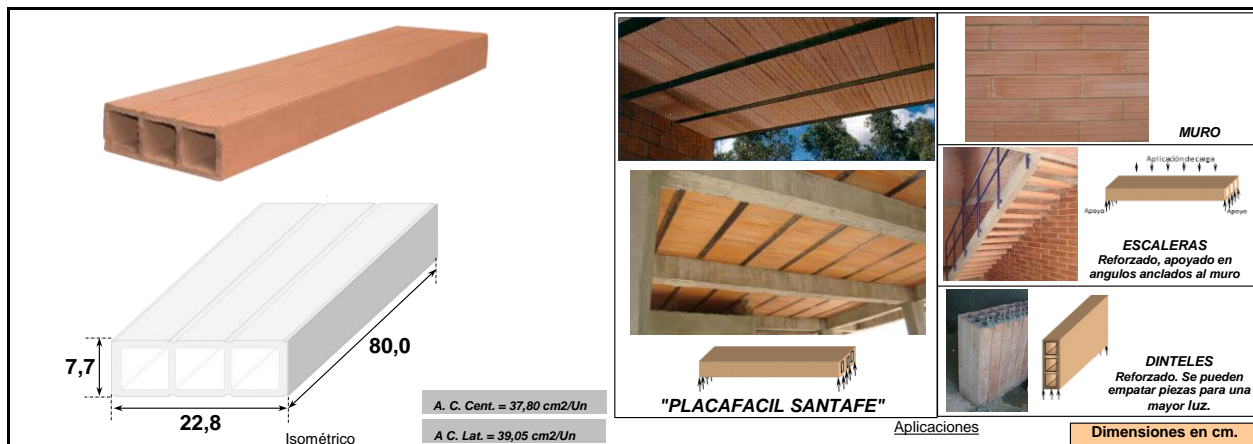 7,7
22,8
80,0
Isométrico
A. C. Cent. = 37,80 cm2/Un
A C. Lat. = 39,05 cm2/Un
"PLACAFACIL SANTAFE"
Aplicaciones
MURO
Aplicación de carga
Apoyo
Apoyo
ESCALERAS
Reforzado, apoyado en
angulos anclados al muro
DINTELES
Reforzado. Se pueden
empatar piezas para una
mayor luz.
Dimensiones en cm.